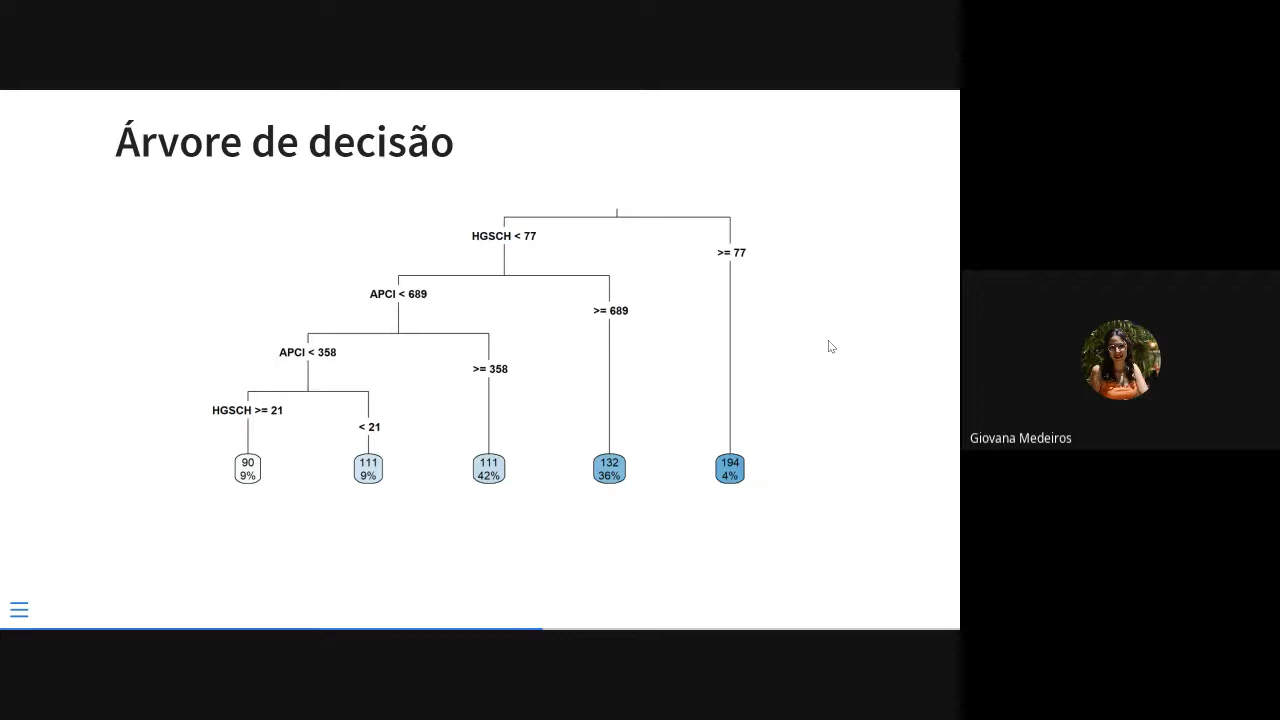 Árvore de decisão
HGSCH < 77
>= 77
APCI < 689
>= 689
APCI < 358
>= 358
HGSCH >= 21
< 21
90
9%
111
9%
111
42%
132
36%
194
4%
Giovana Medeiros